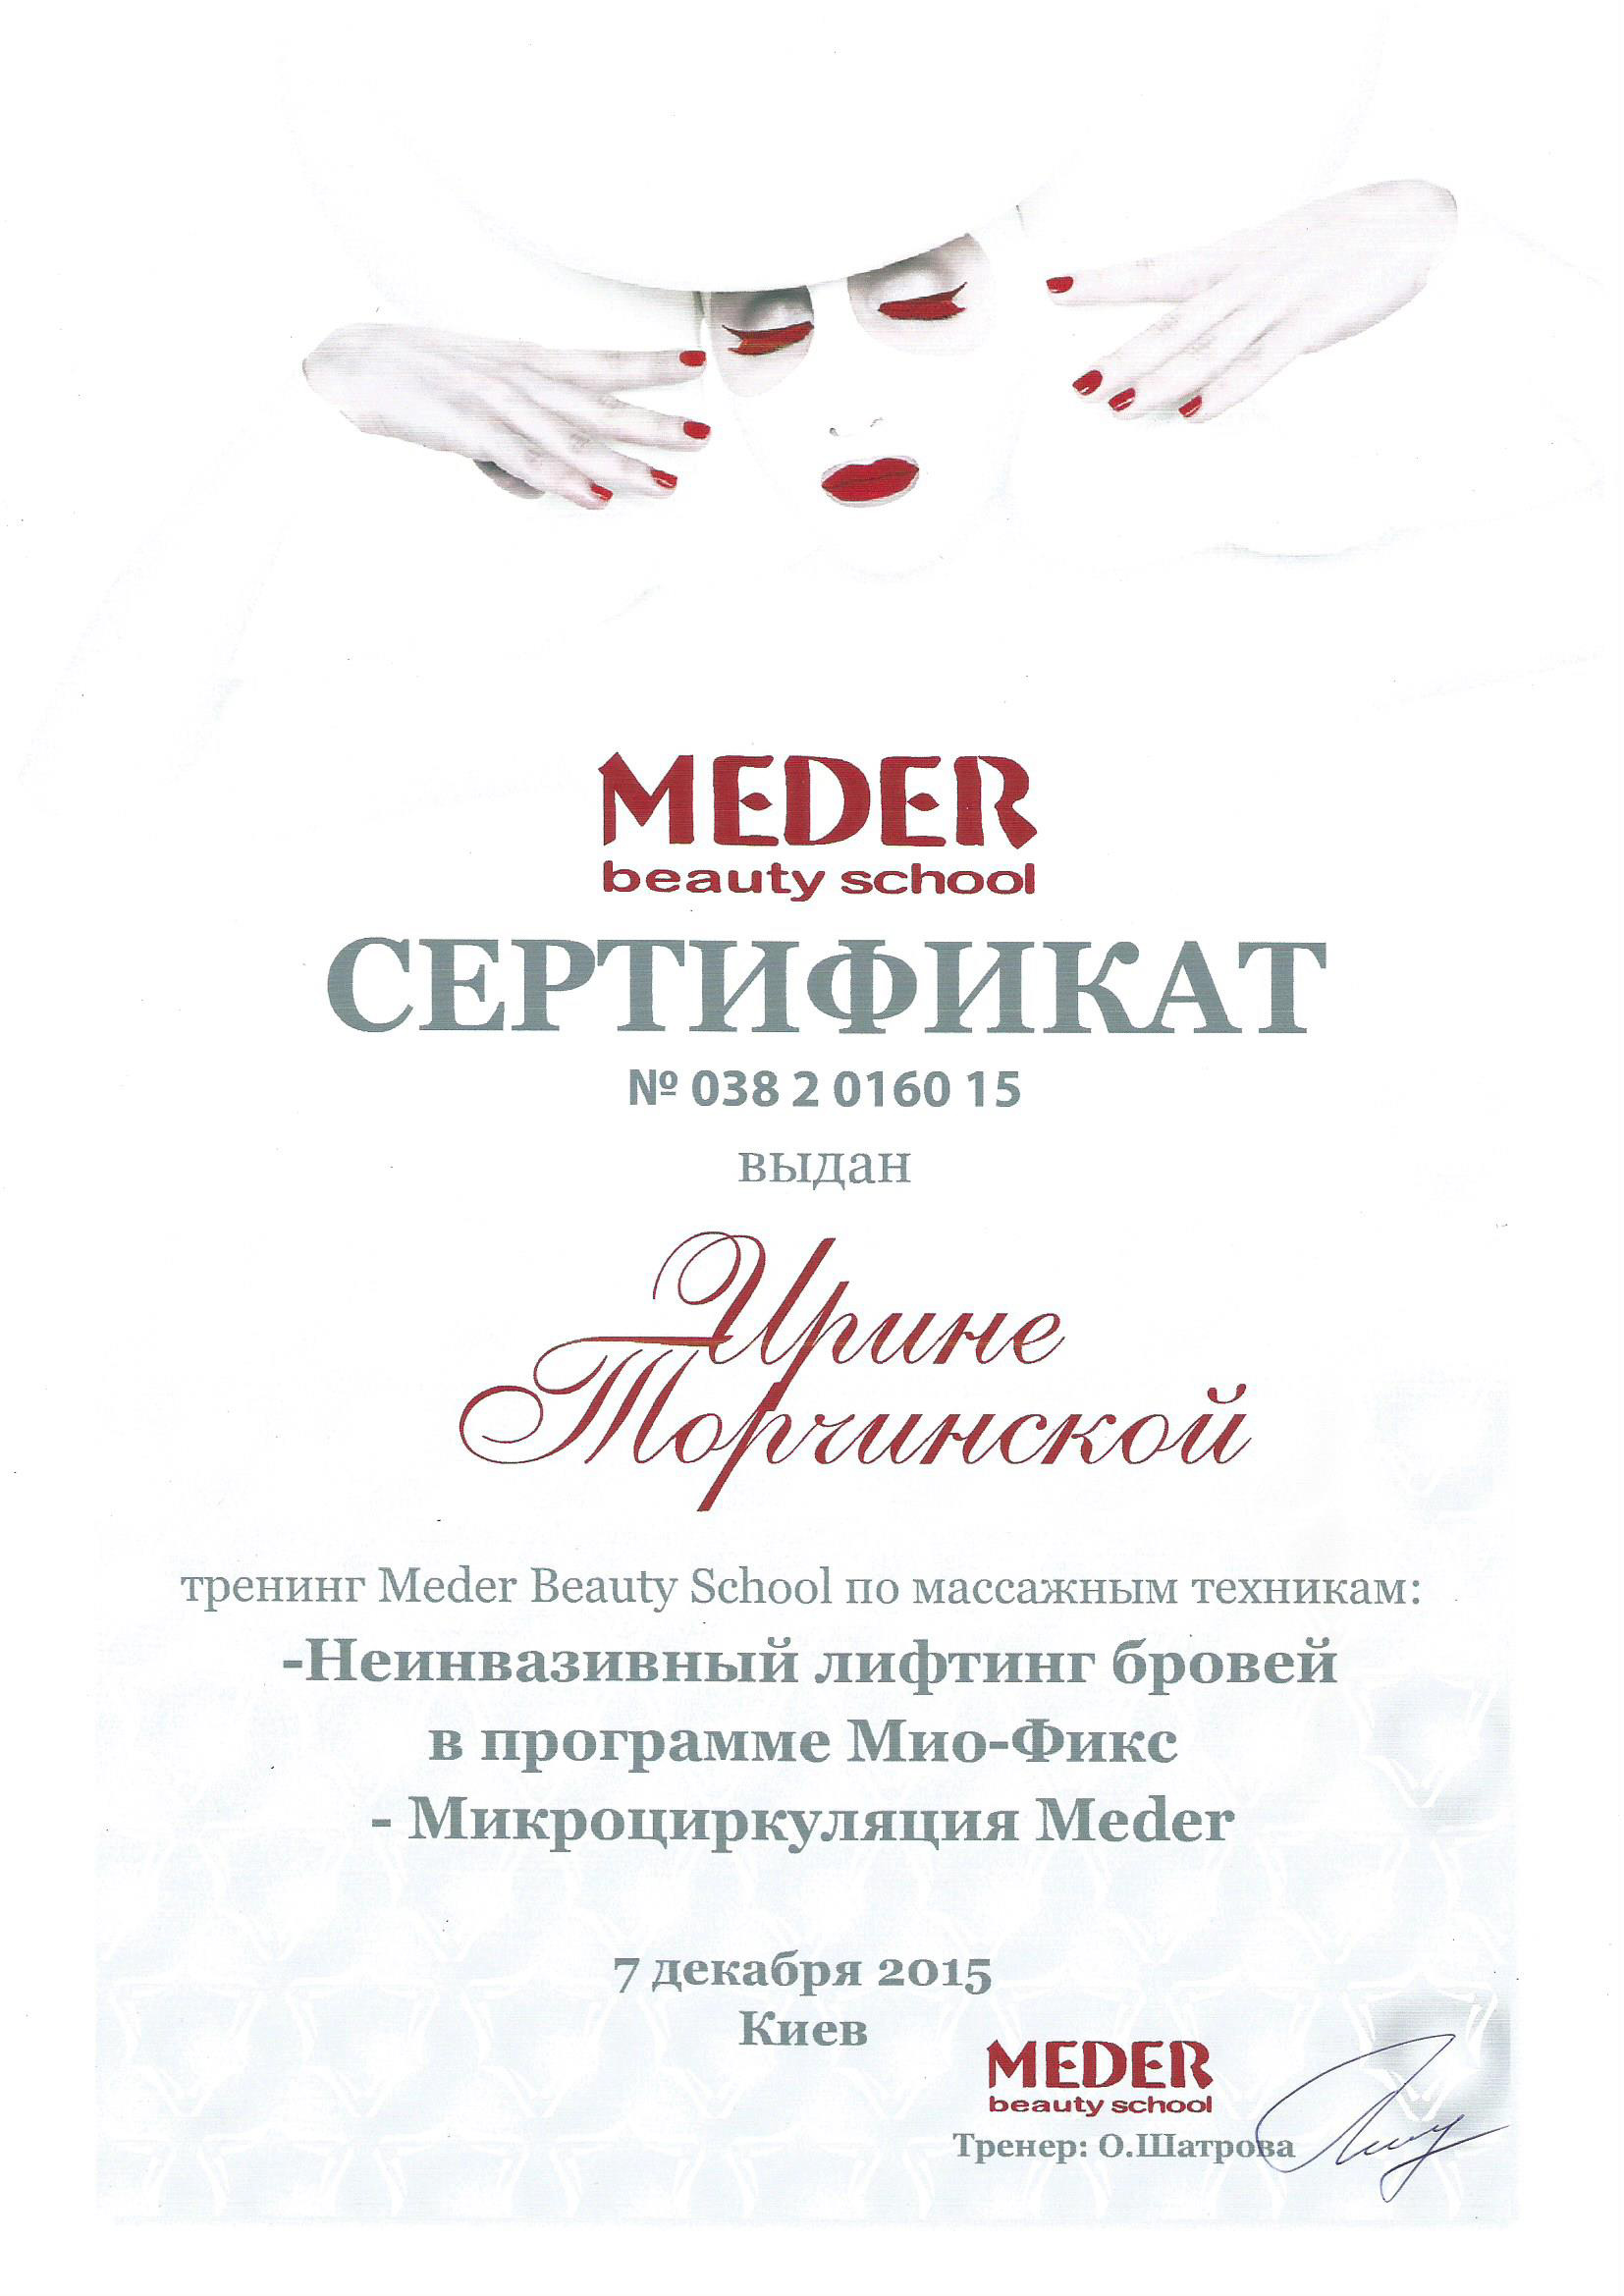 MEDER
beauty school
СЕРТИФИКАТ
№ 038 2 0160 15
выдан
Ирине
Торчинской
тренинг Meder Beauty School по массажным техникам:
-Неинвазивный лифтинг бровей
в программе Мио-Фикс
- Микроциркуляция Meder
7 декабря 2015
Киев
MEDER
beauty school
Тренер: О.Шатрова